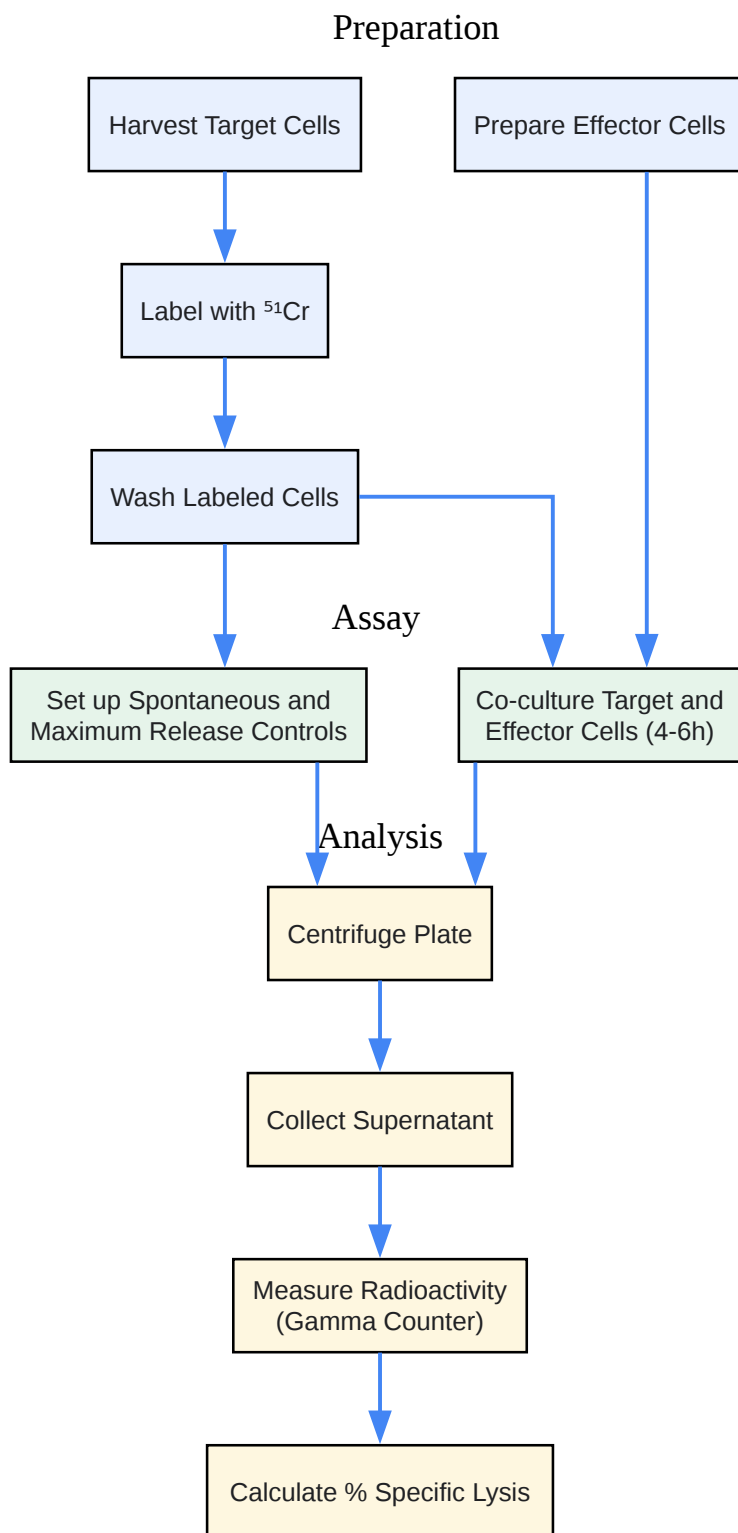 Preparation
Harvest Target Cells
Prepare Effector Cells
Label with ⁵¹Cr
Wash Labeled Cells
Assay
Set up Spontaneous and
Maximum Release Controls
Co-culture Target and
Effector Cells (4-6h)
Analysis
Centrifuge Plate
Collect Supernatant
Measure Radioactivity
(Gamma Counter)
Calculate % Specific Lysis